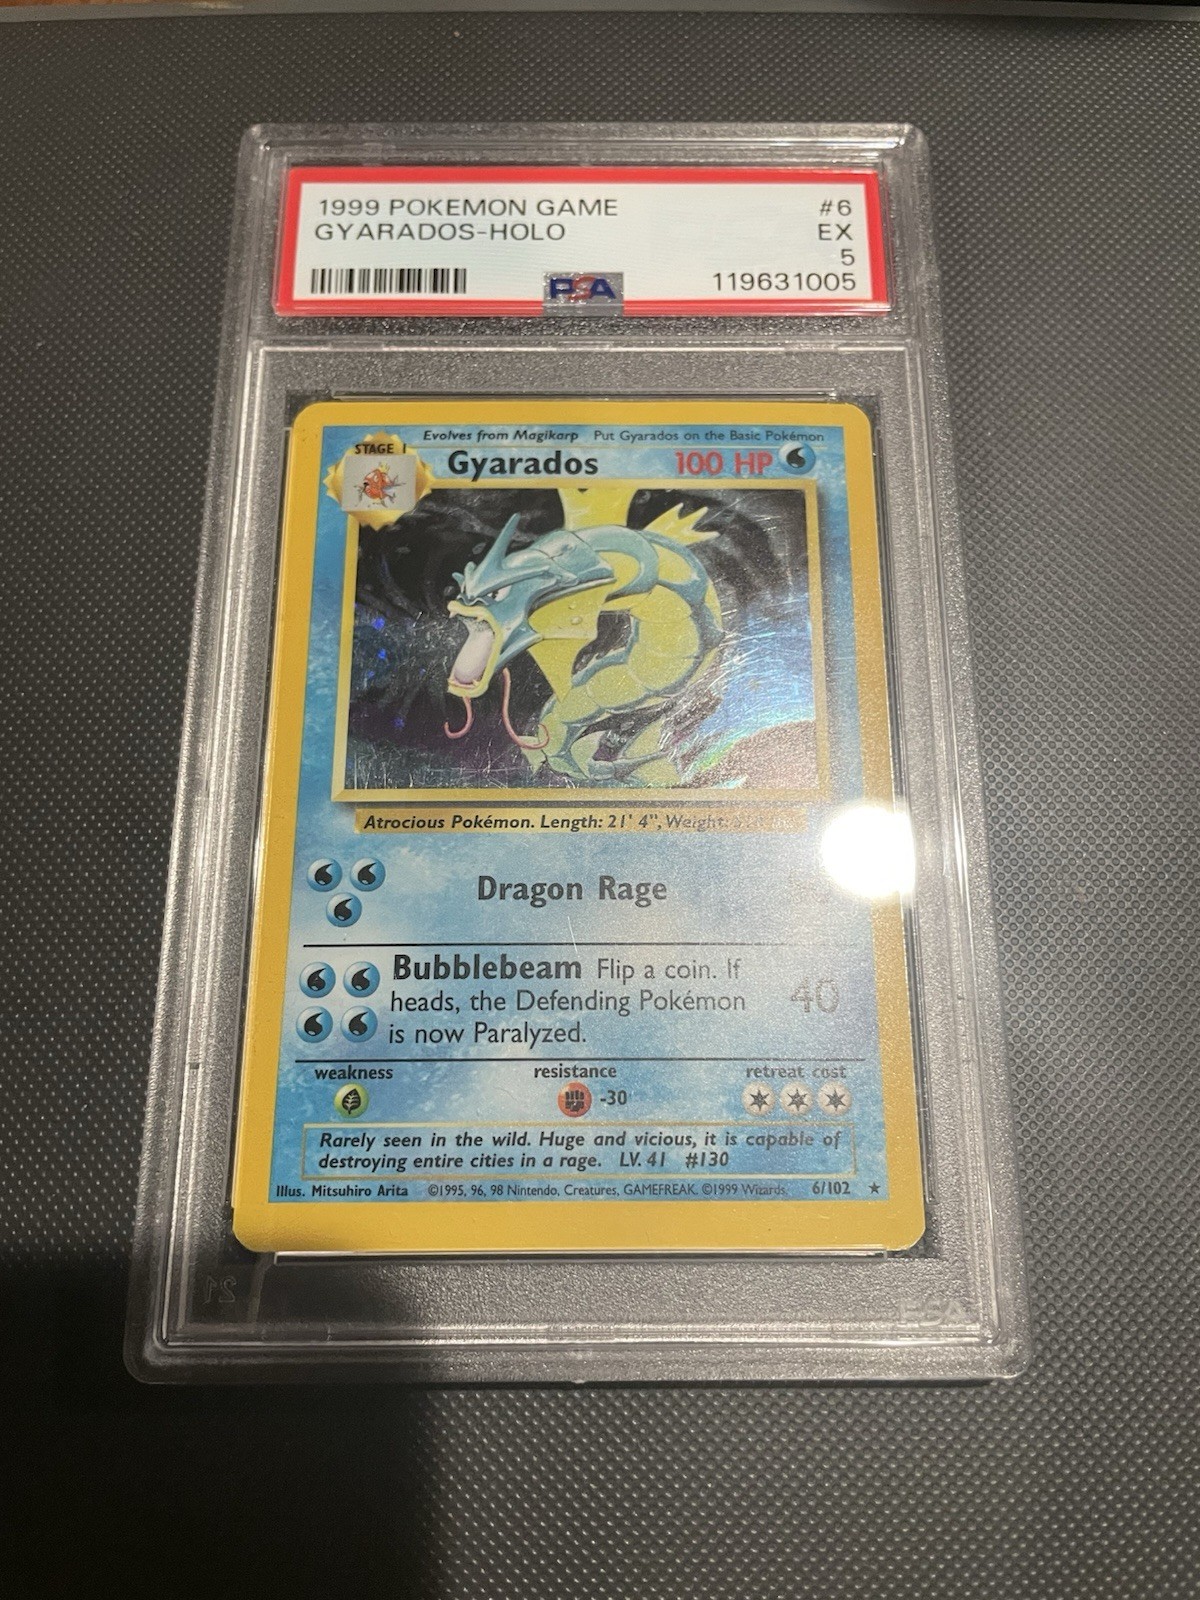 1999 POKEMON GAME #6
GYARADOS-HOLO EX
5
PSA 119631005
Evolves from Magikarp Put Gyarados on the Basic Pokémon
STAGE 1
Gyarados 100 HP
Atrocious Pokémon. Length: 21' 4", Weight:
Dragon Rage
Bubblebeam Flip a coin. If
heads, the Defending Pokémon 40
is now Paralyzed.
weakness resistance retreat cost
-30
Rarely seen in the wild. Huge and vicious, it is capable of
destroying entire cities in a rage. LV. 41 #130
Illus. Mitsuhiro Arita ©1995, 96, 98 Nintendo, Creatures, GAMEFREAK. ©1999 Wizards. 6/102 ★